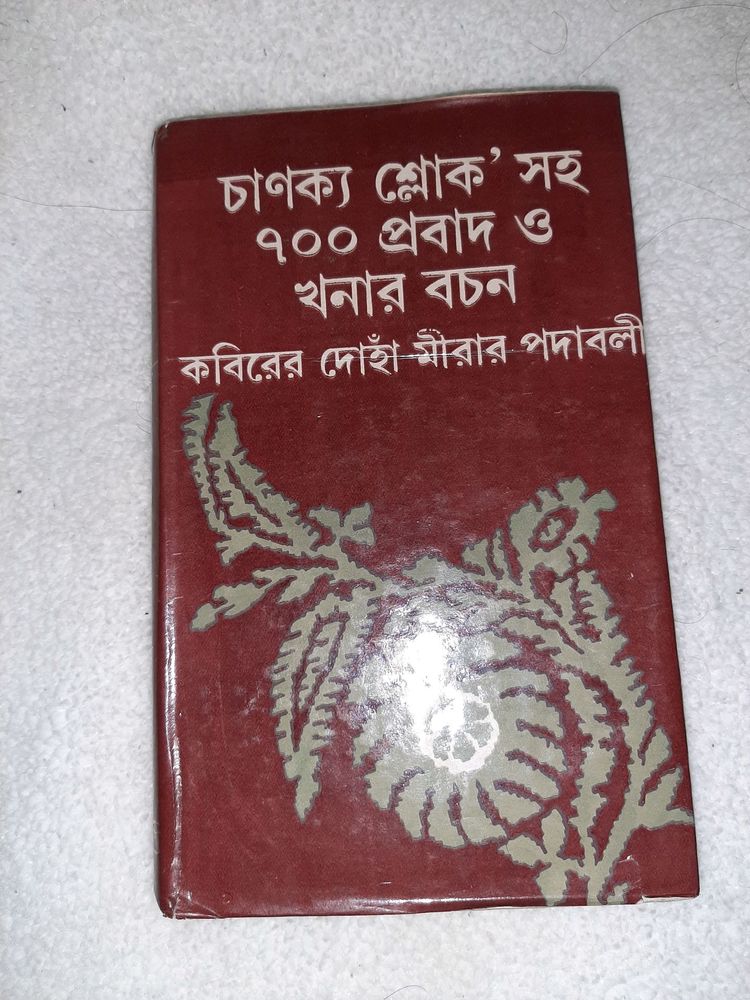 চাণক্য শ্লোক' সহ
৭০০ প্রবাদ ও
খনার বচন
কবিরের দোহাঁ মীরার পদাবলী